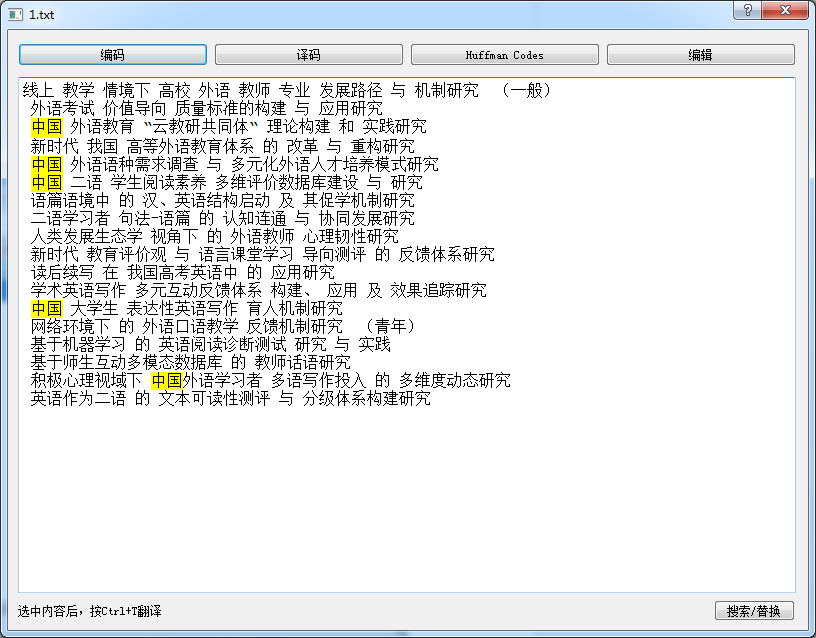 1.txt
编码 译码 Huffman Codes 编辑
线上 教学 情境下 高校 外语 教师 专业 发展路径 与 机制研究 （一般）
外语考试 价值导向 质量标准的构建 与 应用研究
中国 外语教育 “云教研共同体“ 理论构建 和 实践研究
新时代 我国 高等外语教育体系 的 改革 与 重构研究
中国 外语语种需求调查 与 多元化外语人才培养模式研究
中国 二语 学生阅读素养 多维评价数据库建设 与 研究
语篇语境中 的 汉、英语结构启动 及 其促学机制研究
二语学习者 句法-语篇 的 认知连通 与 协同发展研究
人类发展生态学 视角下 的 外语教师 心理韧性研究
新时代 教育评价观 与 语言课堂学习 导向测评 的 反馈体系研究
读后续写 在 我国高考英语中 的 应用研究
学术英语写作 多元互动反馈体系 构建、 应用 及 效果追踪研究
中国 大学生 表达性英语写作 育人机制研究
网络环境下 的 外语口语教学 反馈机制研究 （青年）
基于机器学习 的 英语阅读诊断测试 研究 与 实践
基于师生互动多模态数据库 的 教师话语研究
积极心理视域下 中国外语学习者 多语写作投入 的 多维度动态研究
英语作为二语 的 文本可读性测评 与 分级体系构建研究
选中内容后，按Ctrl+T翻译
搜索/替换